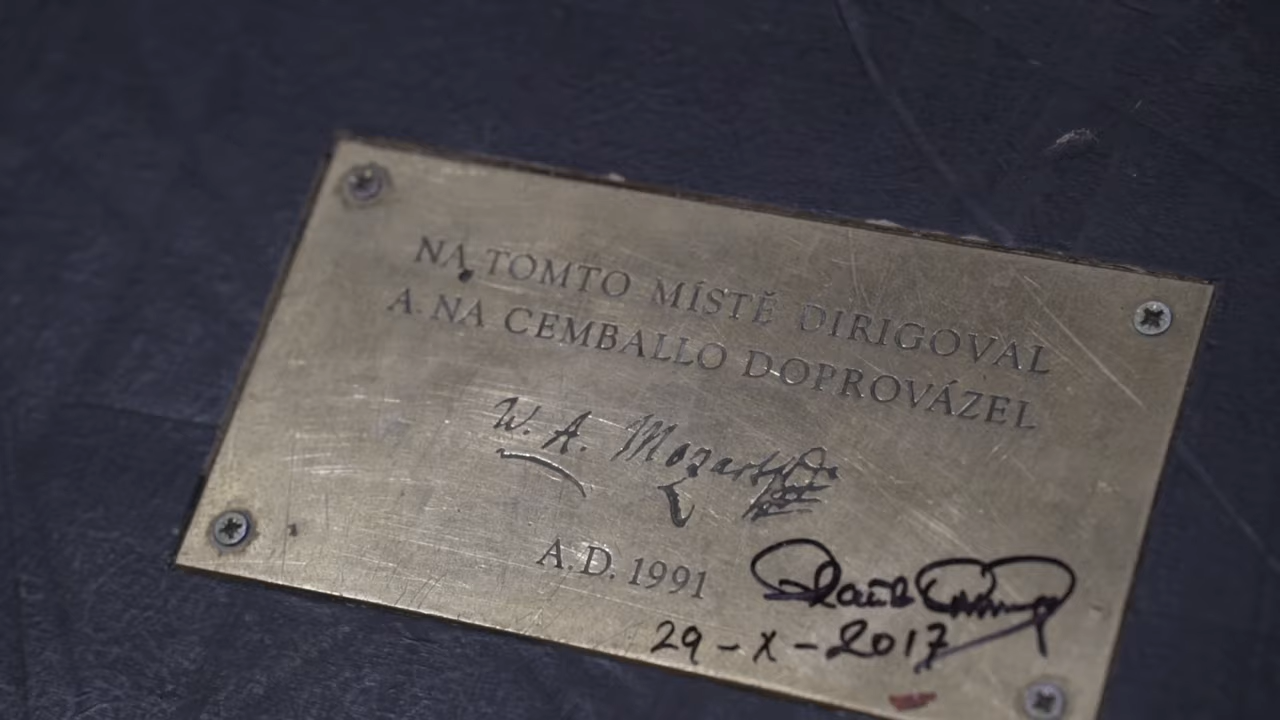 NA TOMTO MÍSTĚ DIRIGOVAL
A NA CEMBALLO DOPROVÁZEL
W. A. Mozart
A.D. 1991
29-X-2017